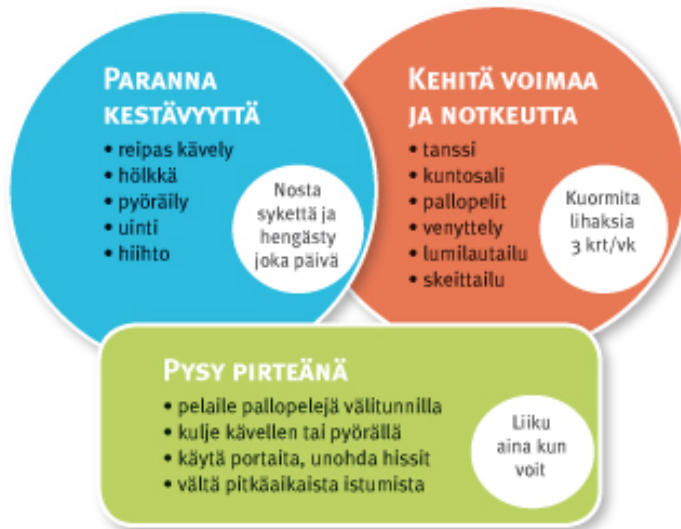 PARANNA
KESTÄVYYTTÄ
• reipas kävely
• hölkkä
• pyöräily
• uinti
• hiihto
Nosta
sykettä ja
hengästy
joka päivä
KEHITÄ VOIMAA
JA NOTKEUTTA
• tanssi
• kuntosali
• pallopelit
• venyttely
• lumilautailu
• skeittailu
Kuormita
lihaksia
3 krt/vk
PYSY PIRTEÄNÄ
• pelaile pallopelejä välitunnilla
• kulje kävellen tai pyörällä
• käytä portaita, unohda hissit
• vältä pitkäaikaista istumista
Liiku
aina kun
voit